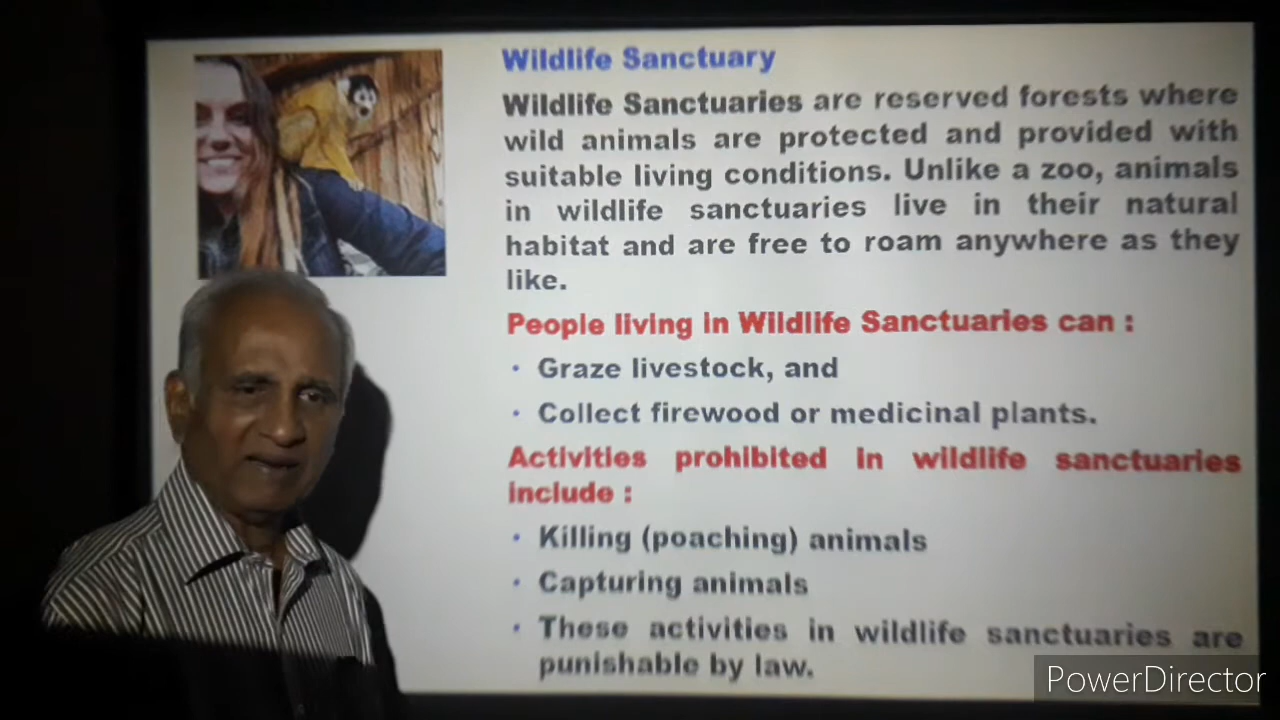 Wildlife Sanctuary
Wildlife Sanctuaries are reserved forests where
wild animals are protected and provided with
suitable living conditions. Unlike a zoo, animals
in wildlife sanctuaries live in their natural
habitat and are free to roam anywhere as they
like.
People living in Wildlife Sanctuaries can :
• Graze livestock, and
• Collect firewood or medicinal plants.
Activities prohibited in wildlife sanctuaries
include :
• Killing (poaching) animals
• Capturing animals
• These activities in wildlife sanctuaries are
punishable by law.
PowerDirector